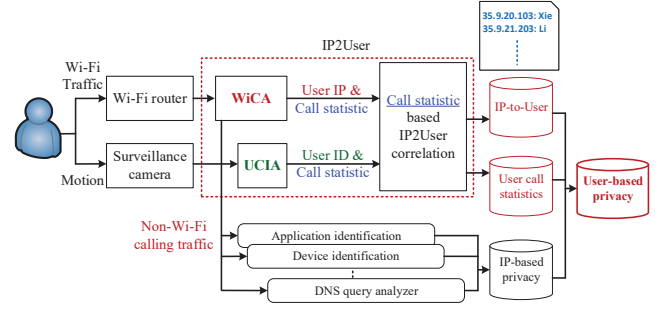 35.9.20.103: Xie
35.9.21.203: Li
IP2User
Wi-Fi
Traffic
Wi-Fi router
WiCA
User IP &
Call statistic
Call statistic
based
IP2User
correlation
IP-to-User
Motion
Surveillance
camera
UCIA
User ID &
Call statistic
User call
statistics
User-based
privacy
Non-Wi-Fi
calling traffic
Application identification
Device identification
DNS query analyzer
IP-based
privacy